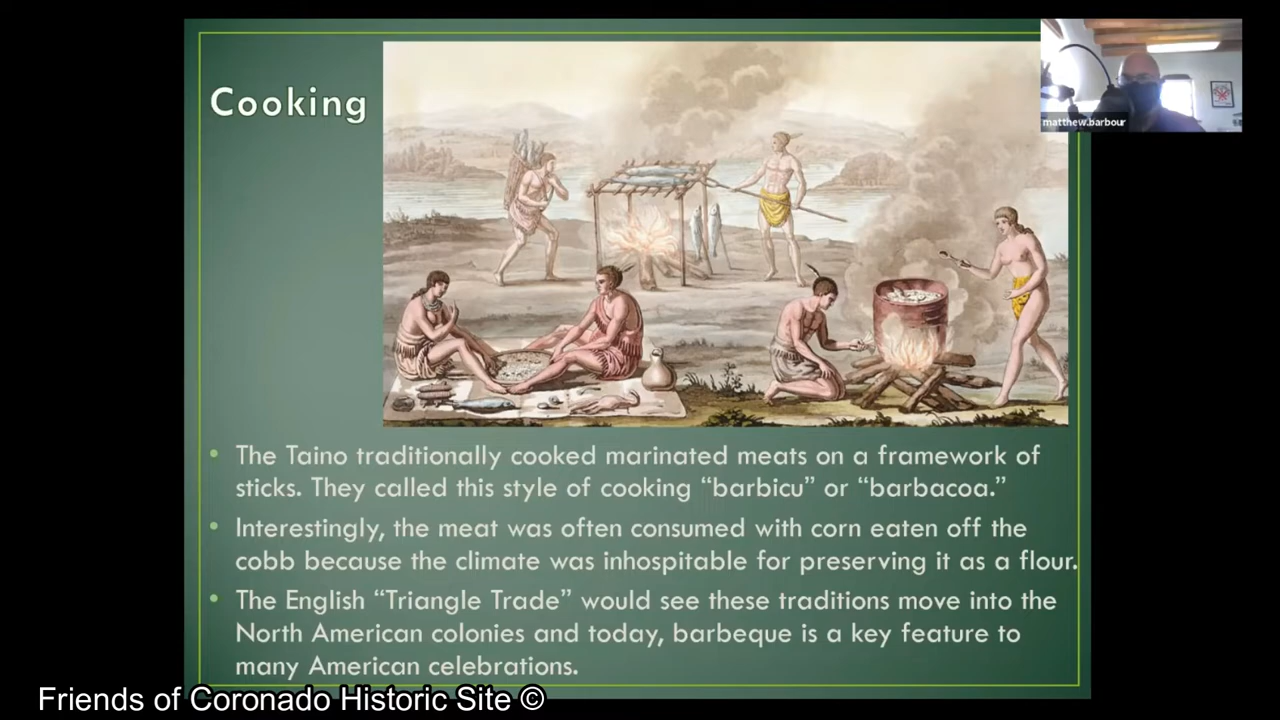 Cooking
matthew.barbour
The Taino traditionally cooked marinated meats on a framework of
sticks. They called this style of cooking “barbicu” or “barbacoa.”
Interestingly, the meat was often consumed with corn eaten off the
cobb because the climate was inhospitable for preserving it as a flour.
The English “Triangle Trade” would see these traditions move into the
North American colonies and today, barbeque is a key feature to
many American celebrations.
Friends of Coronado Historic Site ©